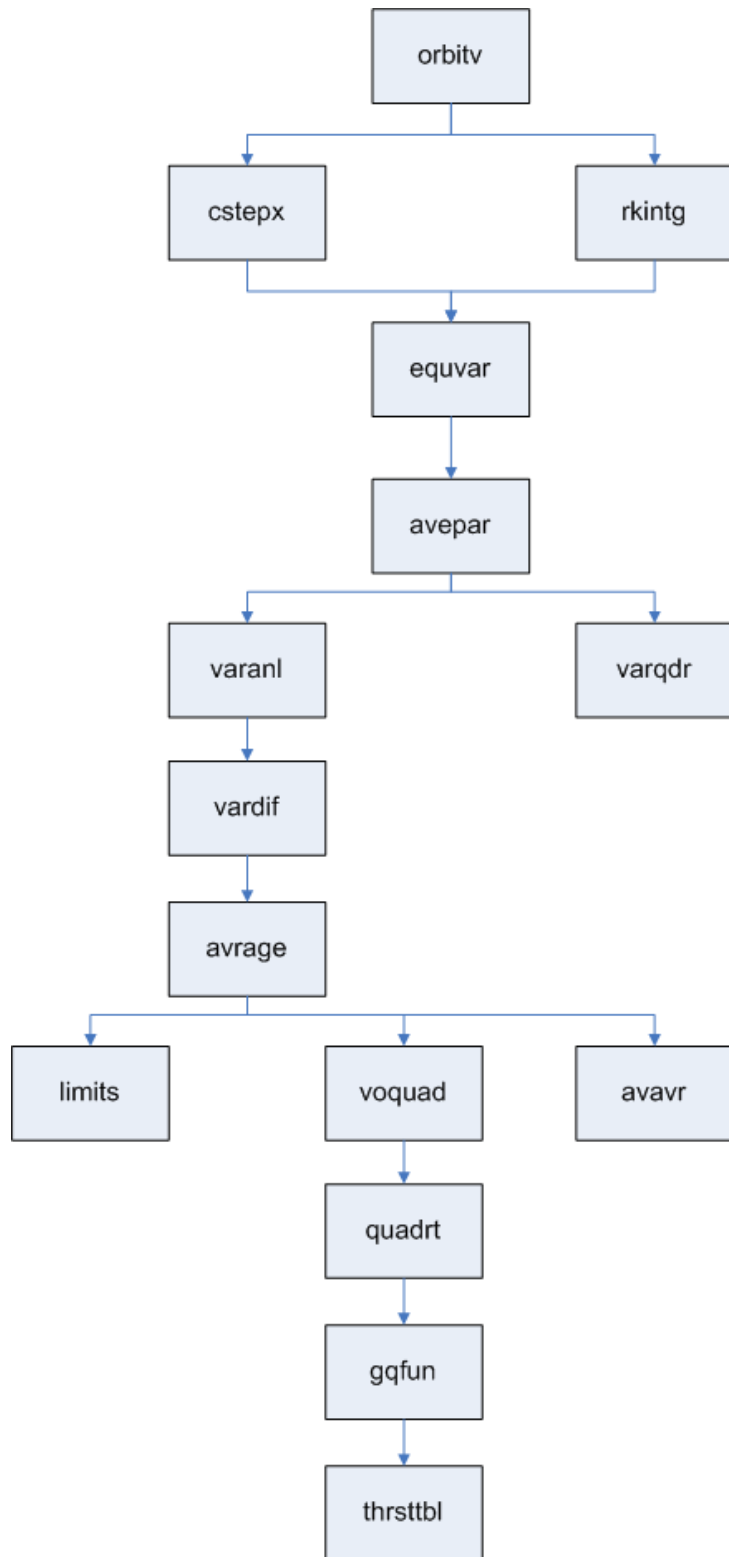 orbitv
cstepx
rkintg
equvar
avepar
varanl
varqdr
vardif
avrage
limits
voquad
avavr
quadrt
gqfun
thrsttbl